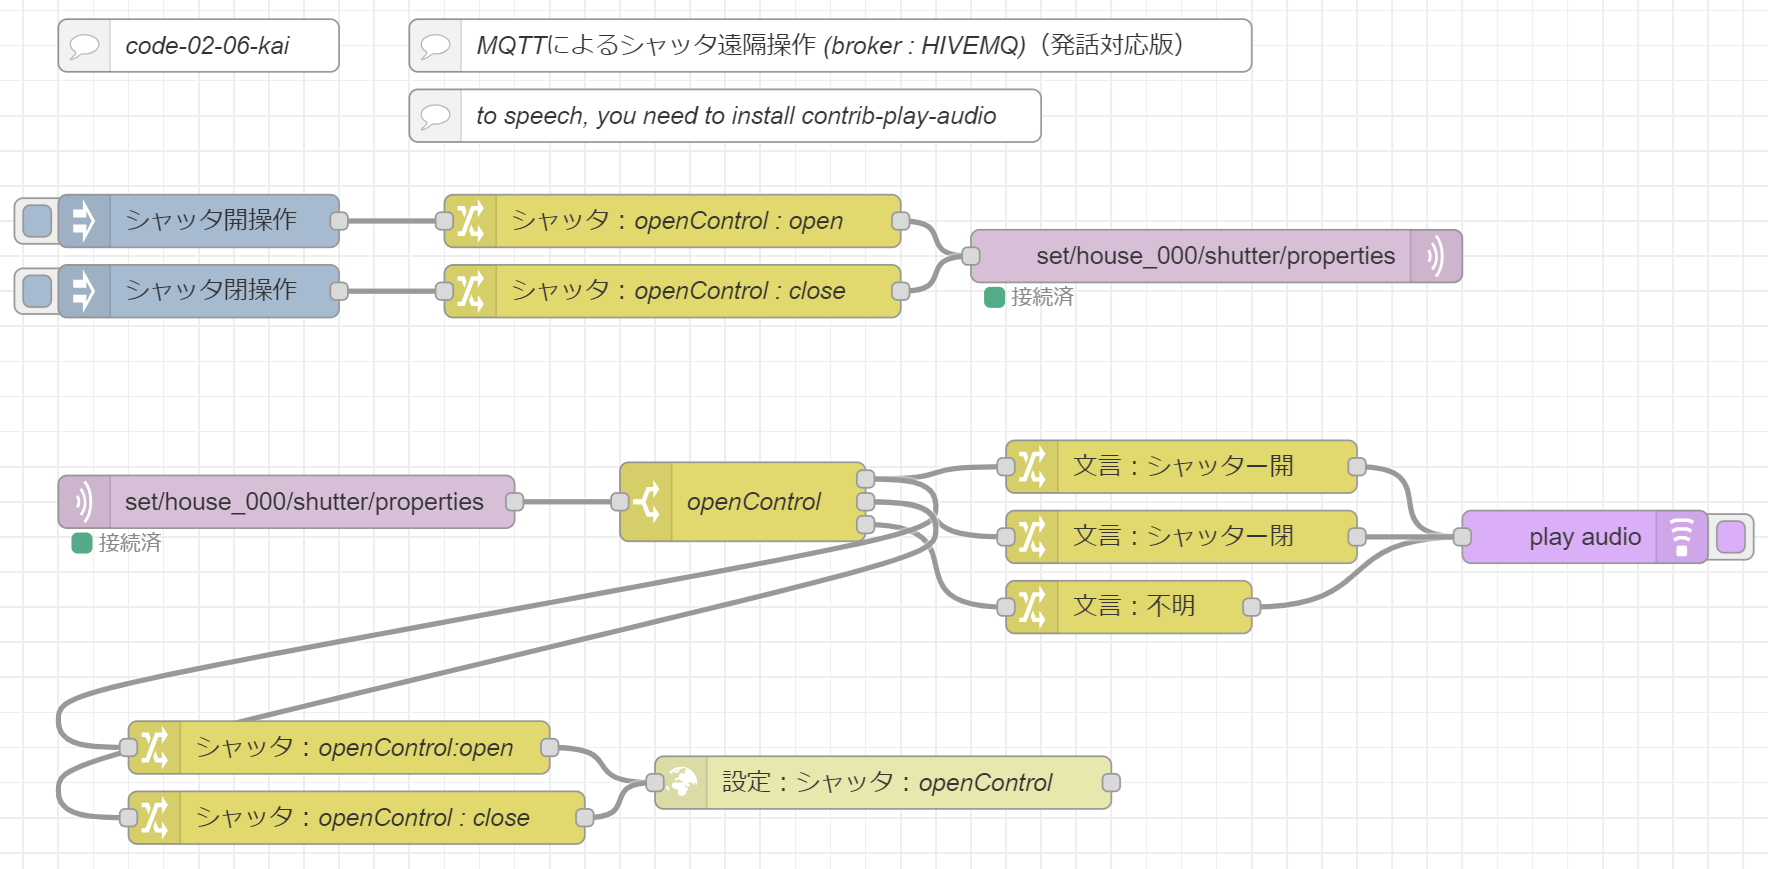 code-02-06-kai
MQTTによるシャッタ遠隔操作 (broker : HIVEMQ)（発話対応版）
to speech, you need to install contrib-play-audio
シャッタ開操作
シャッタ：openControl : open
set/house_000/shutter/properties
接続済
シャッタ閉操作
シャッタ：openControl : close
set/house_000/shutter/properties
接続済
openControl
文言：シャッター開
文言：シャッター閉
文言：不明
play audio
シャッタ：openControl:open
シャッタ：openControl : close
設定：シャッタ：openControl